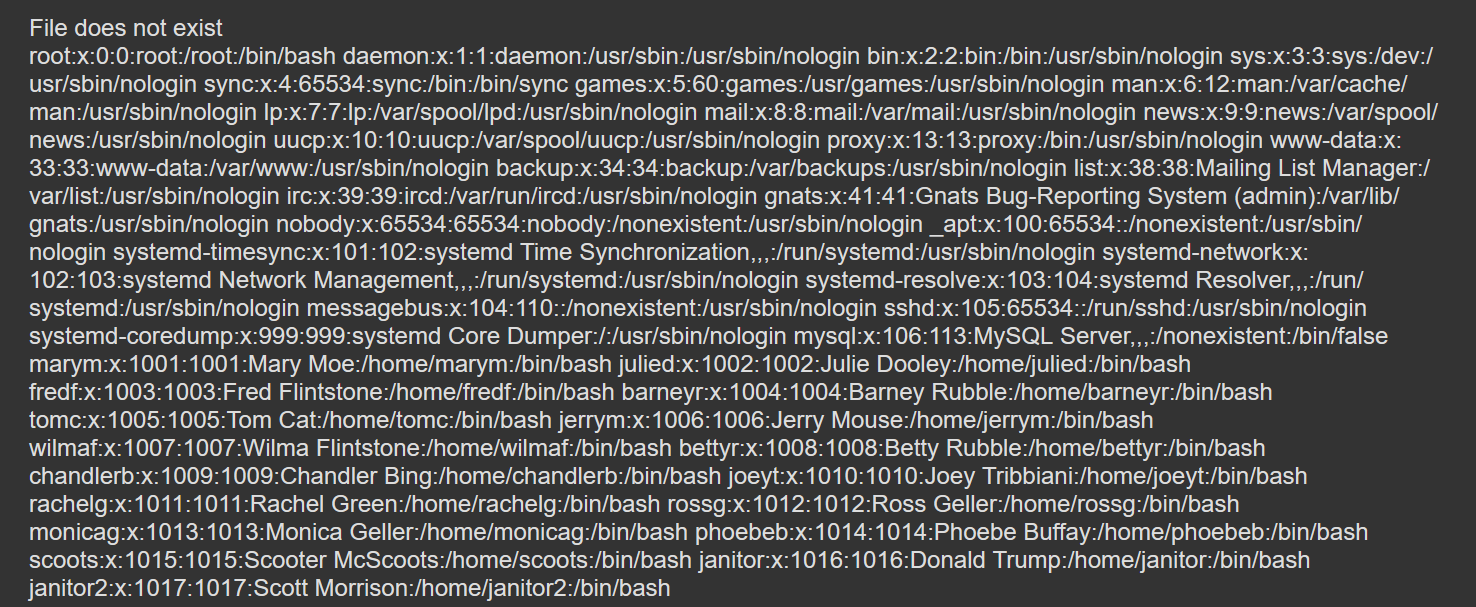 File does not exist
root:x:0:0:root:/root:/bin/bash daemon:x:1:1:daemon:/usr/sbin:/usr/sbin/nologin bin:x:2:2:bin:/bin:/usr/sbin/nologin sys:x:3:3:sys:/dev:/
usr/sbin/nologin sync:x:4:65534:sync:/bin:/bin/sync games:x:5:60:games:/usr/games:/usr/sbin/nologin man:x:6:12:man:/var/cache/
man:/usr/sbin/nologin lp:x:7:7:lp:/var/spool/lpd:/usr/sbin/nologin mail:x:8:8:mail:/var/mail:/usr/sbin/nologin news:x:9:9:news:/var/spool/
news:/usr/sbin/nologin uucp:x:10:10:uucp:/var/spool/uucp:/usr/sbin/nologin proxy:x:13:13:proxy:/bin:/usr/sbin/nologin www-data:x:
33:33:www-data:/var/www:/usr/sbin/nologin backup:x:34:34:backup:/var/backups:/usr/sbin/nologin list:x:38:38:Mailing List Manager:/
var/list:/usr/sbin/nologin irc:x:39:39:ircd:/var/run/ircd:/usr/sbin/nologin gnats:x:41:41:Gnats Bug-Reporting System (admin):/var/lib/
gnats:/usr/sbin/nologin nobody:x:65534:65534:nobody:/nonexistent:/usr/sbin/nologin _apt:x:100:65534::/nonexistent:/usr/sbin/
nologin systemd-timesync:x:101:102:systemd Time Synchronization,,,:/run/systemd:/usr/sbin/nologin systemd-network:x:
102:103:systemd Network Management,,,:/run/systemd:/usr/sbin/nologin systemd-resolve:x:103:104:systemd Resolver,,,:/run/
systemd:/usr/sbin/nologin messagebus:x:104:110::/nonexistent:/usr/sbin/nologin sshd:x:105:65534::/run/sshd:/usr/sbin/nologin
systemd-coredump:x:999:999:systemd Core Dumper:/:/usr/sbin/nologin mysql:x:106:113:MySQL Server,,,:/nonexistent:/bin/false
marym:x:1001:1001:Mary Moe:/home/marym:/bin/bash julied:x:1002:1002:Julie Dooley:/home/julied:/bin/bash
fredf:x:1003:1003:Fred Flintstone:/home/fredf:/bin/bash barneyr:x:1004:1004:Barney Rubble:/home/barneyr:/bin/bash
tomc:x:1005:1005:Tom Cat:/home/tomc:/bin/bash jerrym:x:1006:1006:Jerry Mouse:/home/jerrym:/bin/bash
wilmaf:x:1007:1007:Wilma Flintstone:/home/wilmaf:/bin/bash bettyr:x:1008:1008:Betty Rubble:/home/bettyr:/bin/bash
chandlerb:x:1009:1009:Chandler Bing:/home/chandlerb:/bin/bash joeyt:x:1010:1010:Joey Tribbiani:/home/joeyt:/bin/bash
rachelg:x:1011:1011:Rachel Green:/home/rachelg:/bin/bash rossg:x:1012:1012:Ross Geller:/home/rossg:/bin/bash
monicag:x:1013:1013:Monica Geller:/home/monicag:/bin/bash phoebeb:x:1014:1014:Phoebe Buffay:/home/phoebeb:/bin/bash
scoots:x:1015:1015:Scooter McScoots:/home/scoots:/bin/bash janitor:x:1016:1016:Donald Trump:/home/janitor:/bin/bash
janitor2:x:1017:1017:Scott Morrison:/home/janitor2:/bin/bash